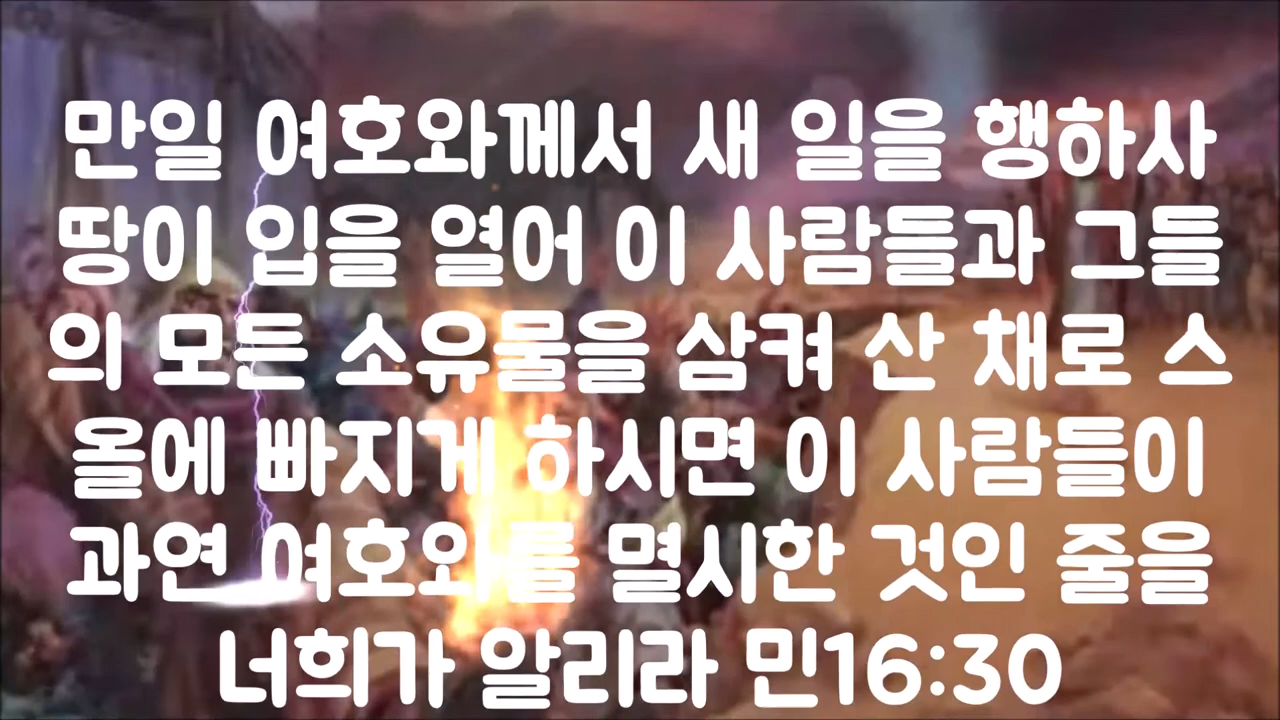 만일 여호와께서 새 일을 행하사
땅이 입을 열어 이 사람들과 그들
의 모든 소유물을 삼켜 산 채로 스
올에 빠지게 하시면 이 사람들이
과연 여호와를 멸시한 것인 줄을
너희가 알리라 민16:30